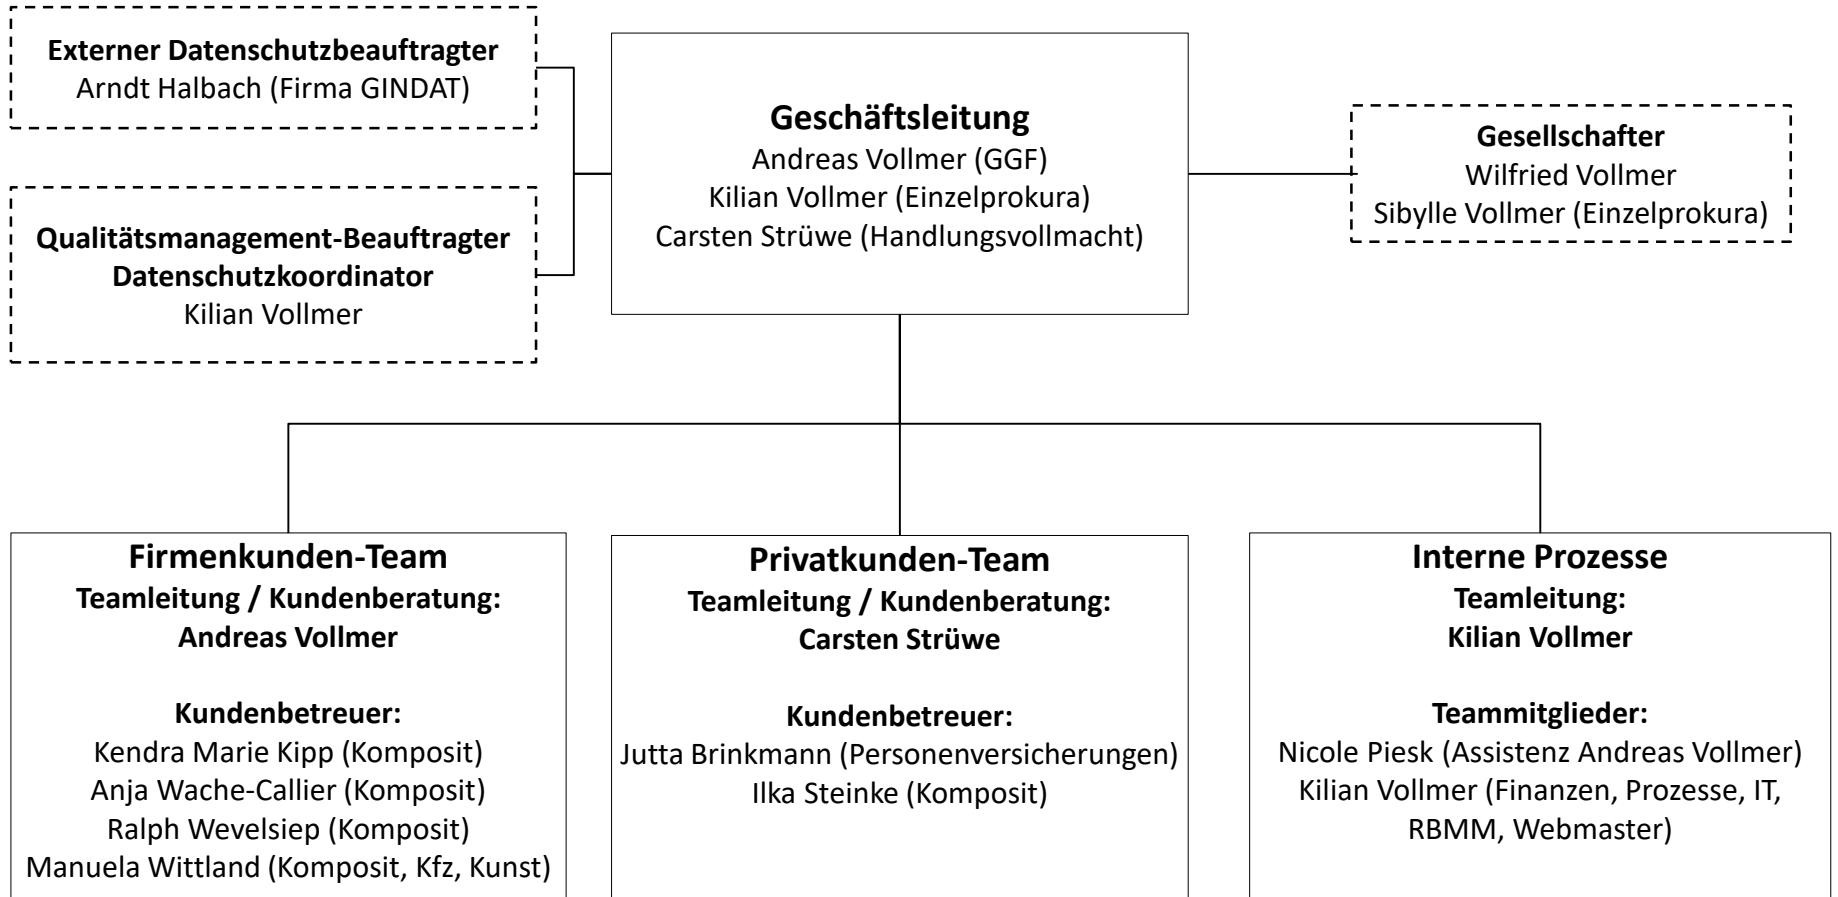 Externer Datenschutzbeauftragter
Arndt Halbach (Firma GINDAT)
Qualitätsmanagement-Beauftragter
Datenschutzkoordinator
Kilian Vollmer
Geschäftsleitung
Andreas Vollmer (GGF)
Kilian Vollmer (Einzelprokura)
Carsten Strüwe (Handlungsvollmacht)
Gesellschafter
Wilfried Vollmer
Sibylle Vollmer (Einzelprokura)
Firmenkunden-Team
Teamleitung / Kundenberatung:
Andreas Vollmer
Kundenbetreuer:
Kendra Marie Kipp (Komposit)
Anja Wache-Callier (Komposit)
Ralph Wevelsiep (Komposit)
Manuela Wittland (Komposit, Kfz, Kunst)
Privatkunden-Team
Teamleitung / Kundenberatung:
Carsten Strüwe
Kundenbetreuer:
Jutta Brinkmann (Personenversicherungen)
Ilka Steinke (Komposit)
Interne Prozesse
Teamleitung:
Kilian Vollmer
Teammitglieder:
Nicole Piesk (Assistenz Andreas Vollmer)
Kilian Vollmer (Finanzen, Prozesse, IT,
RBMM, Webmaster)